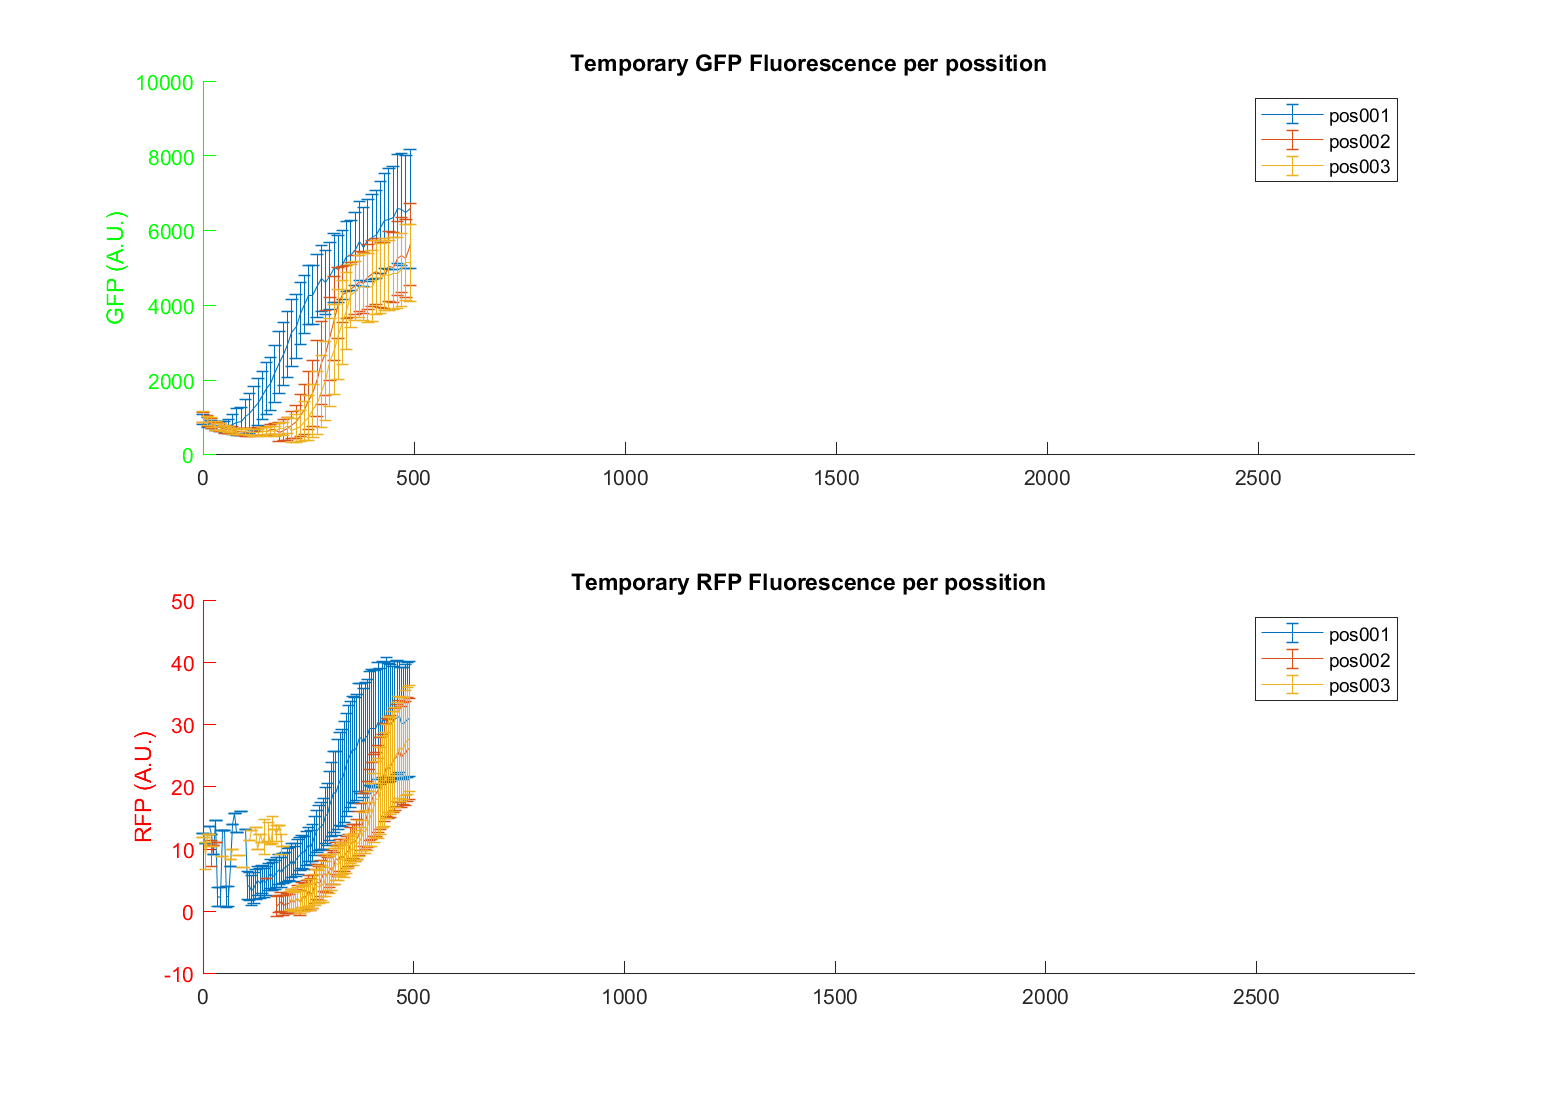 Temporary GFP Fluorescence per possition
10000
8000
6000
4000
2000
0
GFP (A.U.)
pos001
pos002
pos003
0 500 1000 1500 2000 2500
Temporary RFP Fluorescence per possition
50
40
30
20
10
0
-10
RFP (A.U.)
pos001
pos002
pos003
0 500 1000 1500 2000 2500